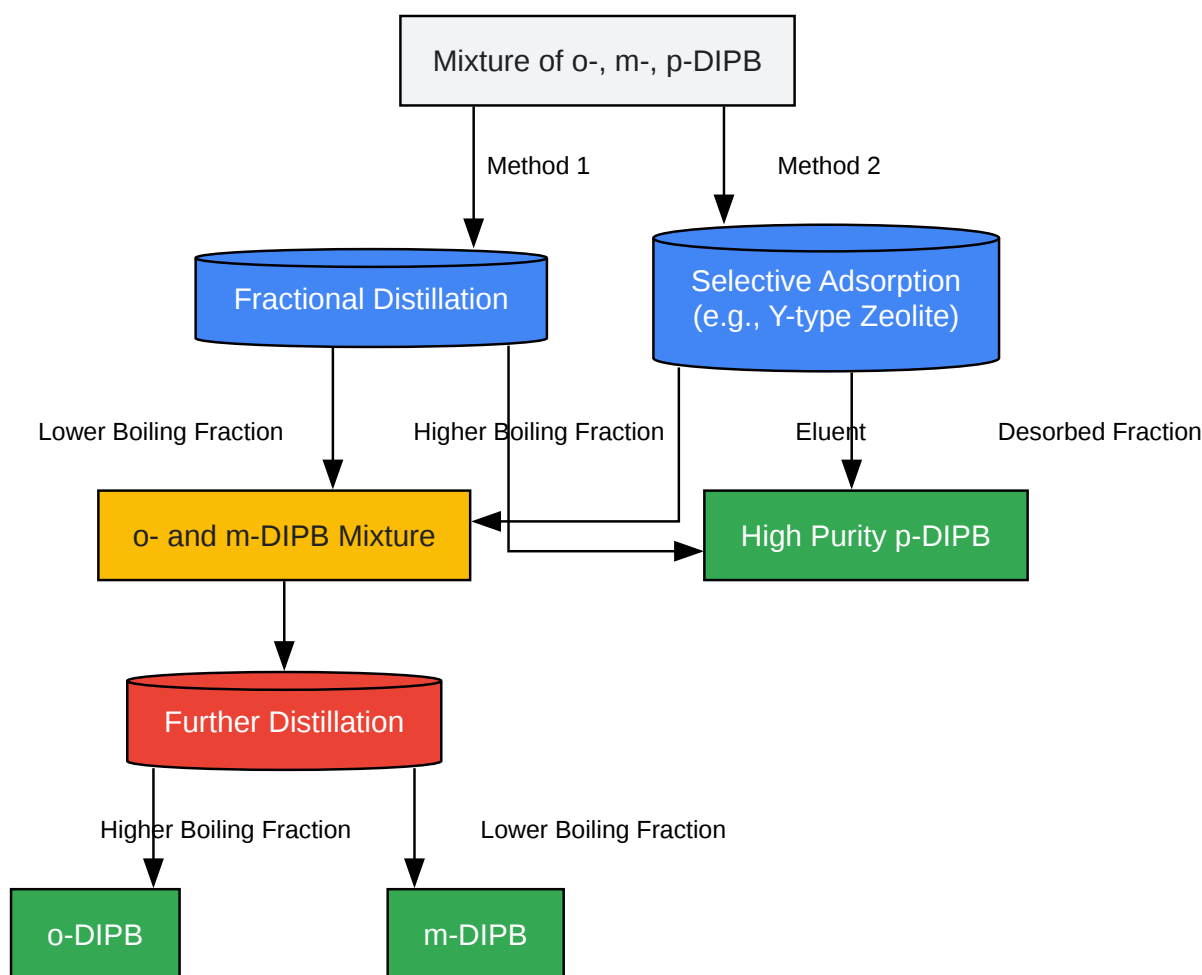 Mixture of o-, m-, p-DIPB
Method 1
Method 2
Fractional Distillation
Selective Adsorption
(e.g., Y-type Zeolite)
Lower Boiling Fraction
Higher Boiling Fraction
Eluent
Desorbed Fraction
o- and m-DIPB Mixture
High Purity p-DIPB
Further Distillation
Higher Boiling Fraction
Lower Boiling Fraction
o-DIPB
m-DIPB